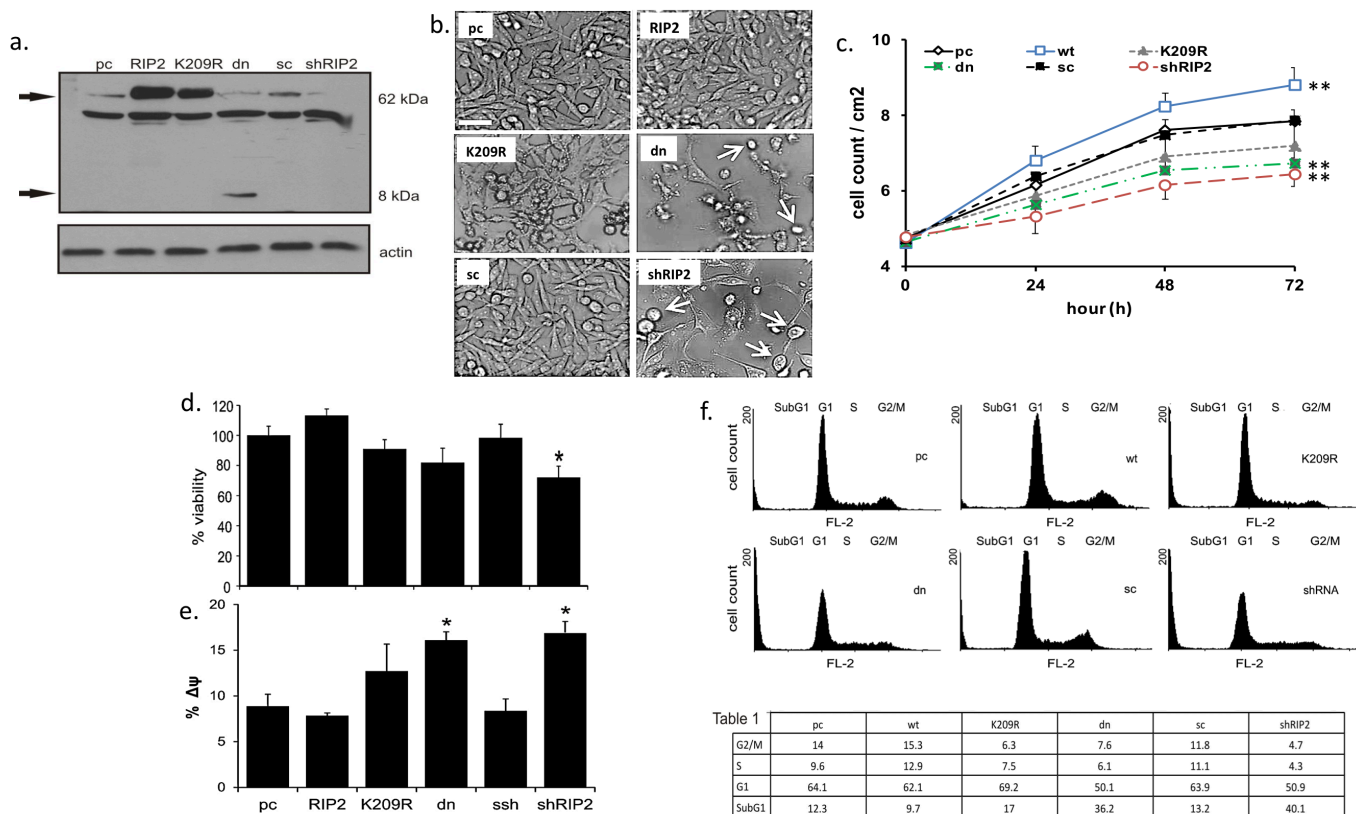 a.
pc RIP2 K209R dn sc shRIP2
62 kDa
8 kDa
actin
b.
pc RIP2
K209R dn
sc shRIP2
c.
pc wt K209R
dn sc shRIP2
cell count / cm2
10
8
6
4
0 24 48 72
hour (h)
**
**
**
d.
% viability
120
100
80
60
40
20
0
*
e.
% Δψ
20
15
10
5
0
* *
pc RIP2 K209R dn ssh shRIP2
f.
200 SubG1 G1 S G2/M
cell count
pc
FL-2
200 SubG1 G1 S G2/M
wt
FL-2
200 SubG1 G1 S G2/M
K209R
FL-2
200 SubG1 G1 S G2/M
cell count
dn
FL-2
200 SubG1 G1 S G2/M
sc
FL-2
200 SubG1 G1 S G2/M
shRNA
FL-2
Table 1
pc wt K209R dn sc shRIP2
G2/M 14 15.3 6.3 7.6 11.8 4.7
S 9.6 12.9 7.5 6.1 11.1 4.3
G1 64.1 62.1 69.2 50.1 63.9 50.9
SubG1 12.3 9.7 17 36.2 13.2 40.1